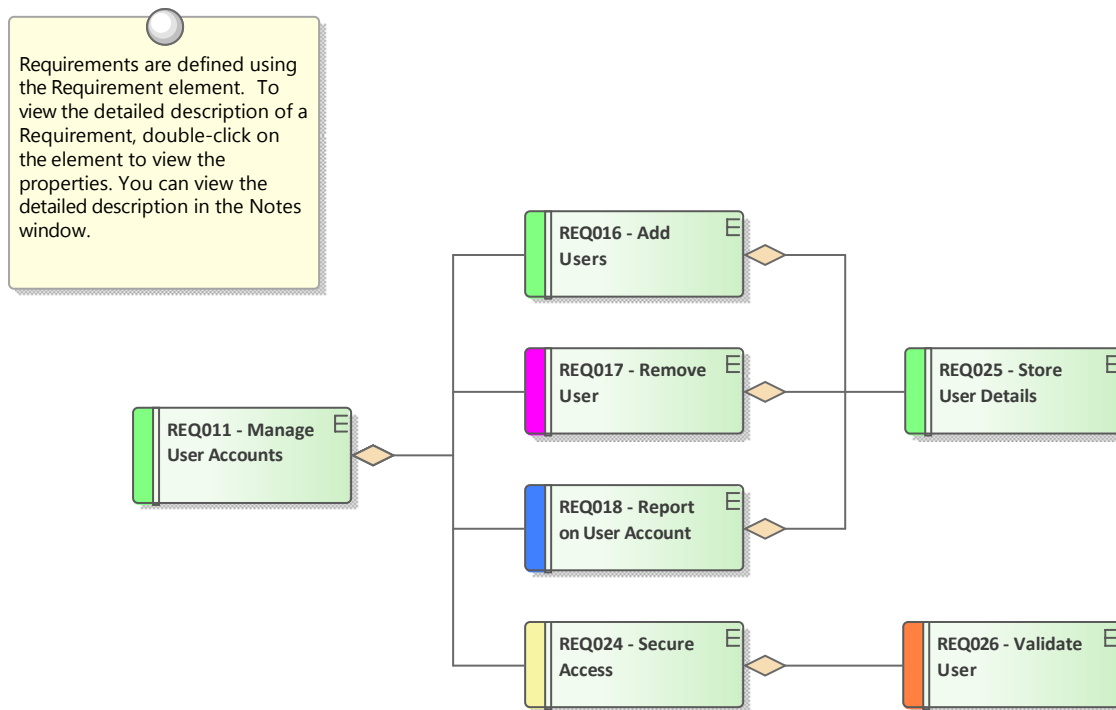 Requirements are defined using
the Requirement element.  To
view the detailed description of a
Requirement, double-click on
the element to view the
properties. You can view the
detailed description in the Notes
window.
REQ016 - Add
Users
E
REQ017 - Remove
User
E
REQ025 - Store
User Details
E
REQ011 - Manage
User Accounts
E
REQ018 - Report
on User Account
E
REQ024 - Secure
Access
E
REQ026 - Validate
User
E